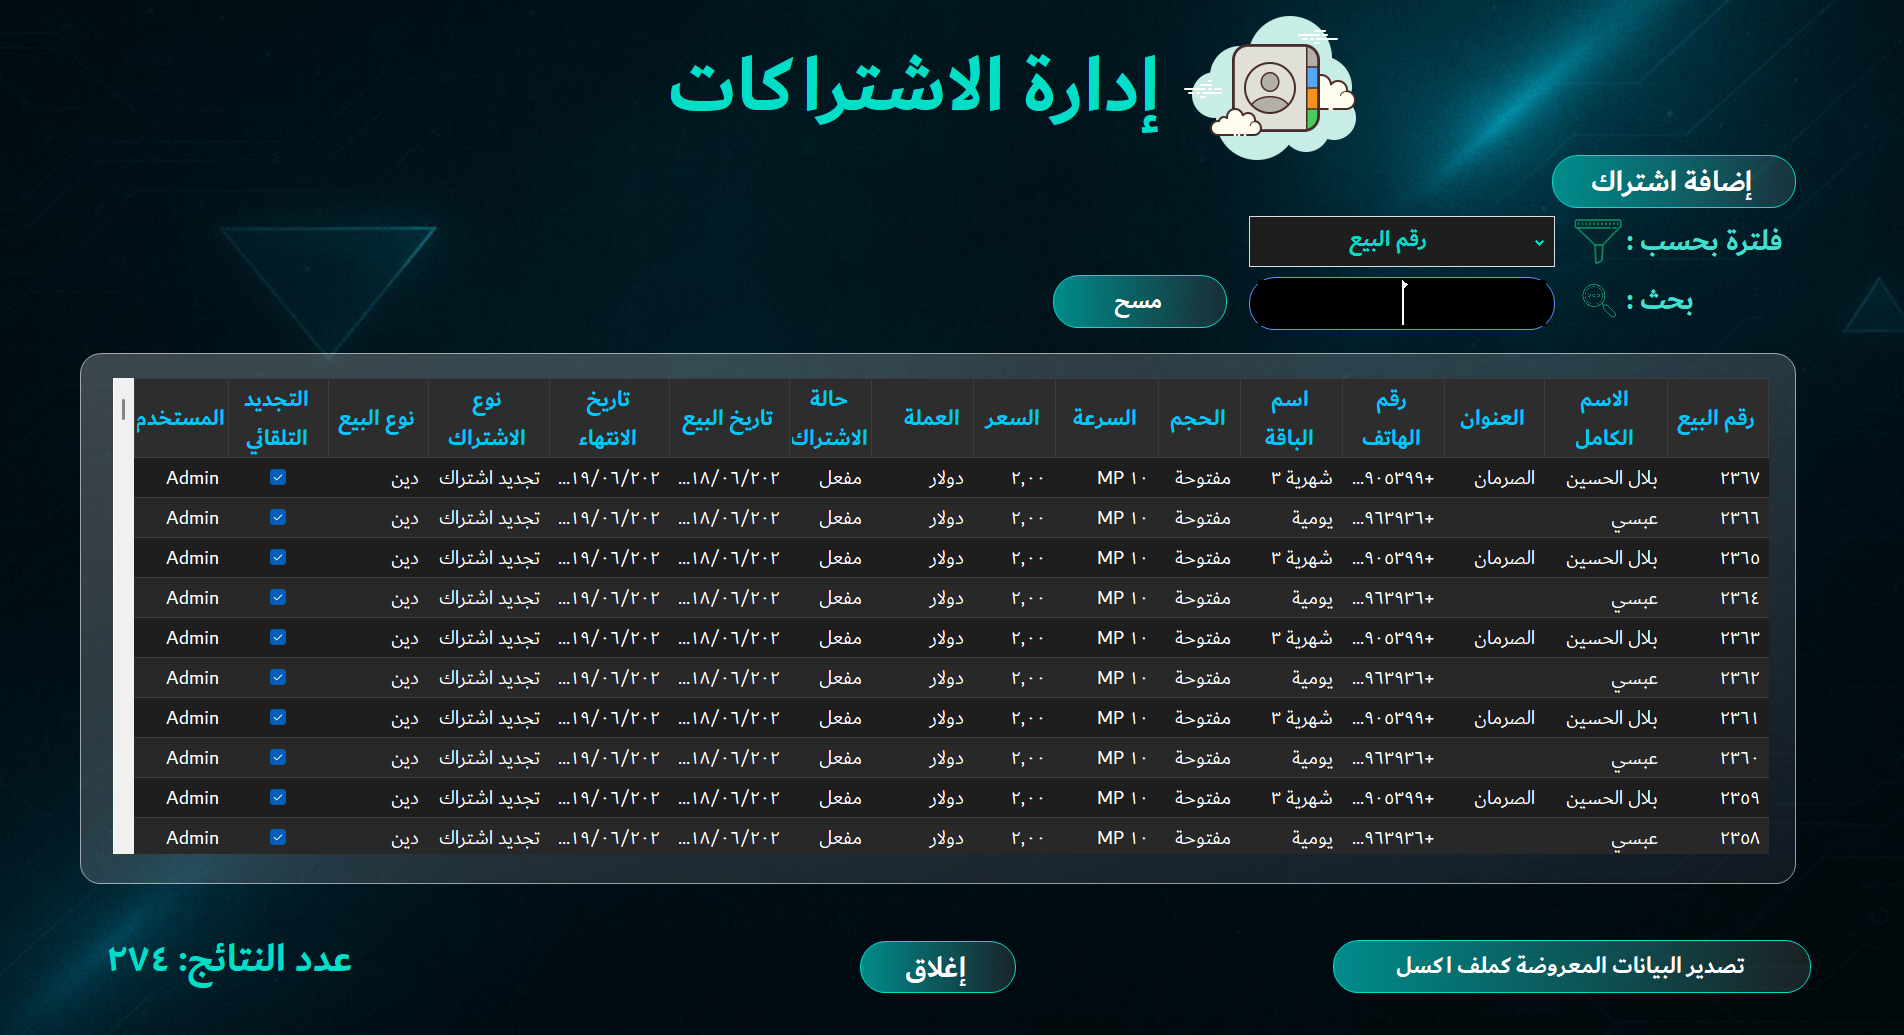 إدارة الاشتراكات
إضافة اشتراك
فلترة بحسب :
رقم البيع
بحث :
مسح
رقم البيع الاسم الكامل العنوان رقم الهاتف اسم الباقة الحجم السرعة السعر العملة حالة الاشتراك تاريخ البيع تاريخ الانتهاء نوع الاشتراك نوع البيع التجديد التلقائي المستخدم
٢٣٦٧ بلال الحسين الصرمان +٩٠٥٣٩٩... شهرية ٣ مفتوحة ١٠ MP ٢,٠٠ دولار مفعل ١٨/٠٦/٢٠٢... ١٩/٠٦/٢٠٢... تجديد اشتراك دين Admin
٢٣٦٦ عبسي +٩٦٣٩٣٦... يومية مفتوحة ١٠ MP ٢,٠٠ دولار مفعل ١٨/٠٦/٢٠٢... ١٩/٠٦/٢٠٢... تجديد اشتراك دين Admin
٢٣٦٥ بلال الحسين الصرمان +٩٠٥٣٩٩... شهرية ٣ مفتوحة ١٠ MP ٢,٠٠ دولار مفعل ١٨/٠٦/٢٠٢... ١٩/٠٦/٢٠٢... تجديد اشتراك دين Admin
٢٣٦٤ عبسي +٩٦٣٩٣٦... يومية مفتوحة ١٠ MP ٢,٠٠ دولار مفعل ١٨/٠٦/٢٠٢... ١٩/٠٦/٢٠٢... تجديد اشتراك دين Admin
٢٣٦٣ بلال الحسين الصرمان +٩٠٥٣٩٩... شهرية ٣ مفتوحة ١٠ MP ٢,٠٠ دولار مفعل ١٨/٠٦/٢٠٢... ١٩/٠٦/٢٠٢... تجديد اشتراك دين Admin
٢٣٦٢ عبسي +٩٦٣٩٣٦... يومية مفتوحة ١٠ MP ٢,٠٠ دولار مفعل ١٨/٠٦/٢٠٢... ١٩/٠٦/٢٠٢... تجديد اشتراك دين Admin
٢٣٦١ بلال الحسين الصرمان +٩٠٥٣٩٩... شهرية ٣ مفتوحة ١٠ MP ٢,٠٠ دولار مفعل ١٨/٠٦/٢٠٢... ١٩/٠٦/٢٠٢... تجديد اشتراك دين Admin
٢٣٦٠ عبسي +٩٦٣٩٣٦... يومية مفتوحة ١٠ MP ٢,٠٠ دولار مفعل ١٨/٠٦/٢٠٢... ١٩/٠٦/٢٠٢... تجديد اشتراك دين Admin
٢٣٥٩ بلال الحسين الصرمان +٩٠٥٣٩٩... شهرية ٣ مفتوحة ١٠ MP ٢,٠٠ دولار مفعل ١٨/٠٦/٢٠٢... ١٩/٠٦/٢٠٢... تجديد اشتراك دين Admin
٢٣٥٨ عبسي +٩٦٣٩٣٦... يومية مفتوحة ١٠ MP ٢,٠٠ دولار مفعل ١٨/٠٦/٢٠٢... ١٩/٠٦/٢٠٢... تجديد اشتراك دين Admin
تصدير البيانات المعروضة كملف اكسل
إغلاق
عدد النتائج: ٢٧٤